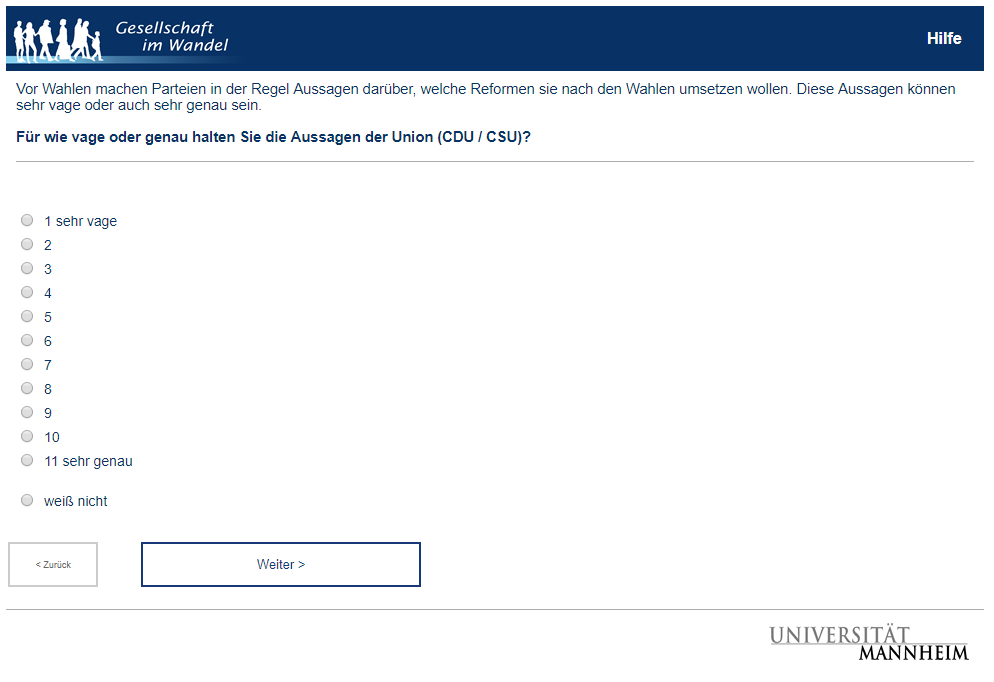 Gesellschaft
im Wandel
Hilfe
Vor Wahlen machen Parteien in der Regel Aussagen darüber, welche Reformen sie nach den Wahlen umsetzen wollen. Diese Aussagen können
sehr vage oder auch sehr genau sein.
Für wie vage oder genau halten Sie die Aussagen der Union (CDU / CSU)?
1 sehr vage
2
3
4
5
6
7
8
9
10
11 sehr genau
weiß nicht
< Zurück
Weiter >
UNIVERSITÄT
MANNHEIM